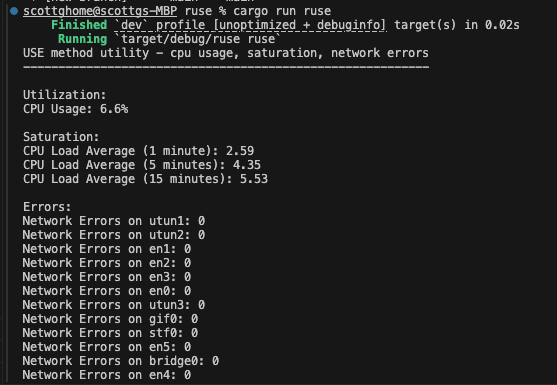 scottghome@scottgs-MBP ruse % cargo run ruse
Finished `dev` profile [unoptimized + debuginfo] target(s) in 0.02s
Running `target/debug/ruse ruse`
USE method utility - cpu usage, saturation, network errors
----------------------------------------------------------
Utilization:
CPU Usage: 6.6%
Saturation:
CPU Load Average (1 minute): 2.59
CPU Load Average (5 minutes): 4.35
CPU Load Average (15 minutes): 5.53
Errors:
Network Errors on utun1: 0
Network Errors on utun2: 0
Network Errors on en1: 0
Network Errors on en2: 0
Network Errors on en3: 0
Network Errors on en0: 0
Network Errors on utun3: 0
Network Errors on gif0: 0
Network Errors on stf0: 0
Network Errors on en5: 0
Network Errors on bridge0: 0
Network Errors on en4: 0